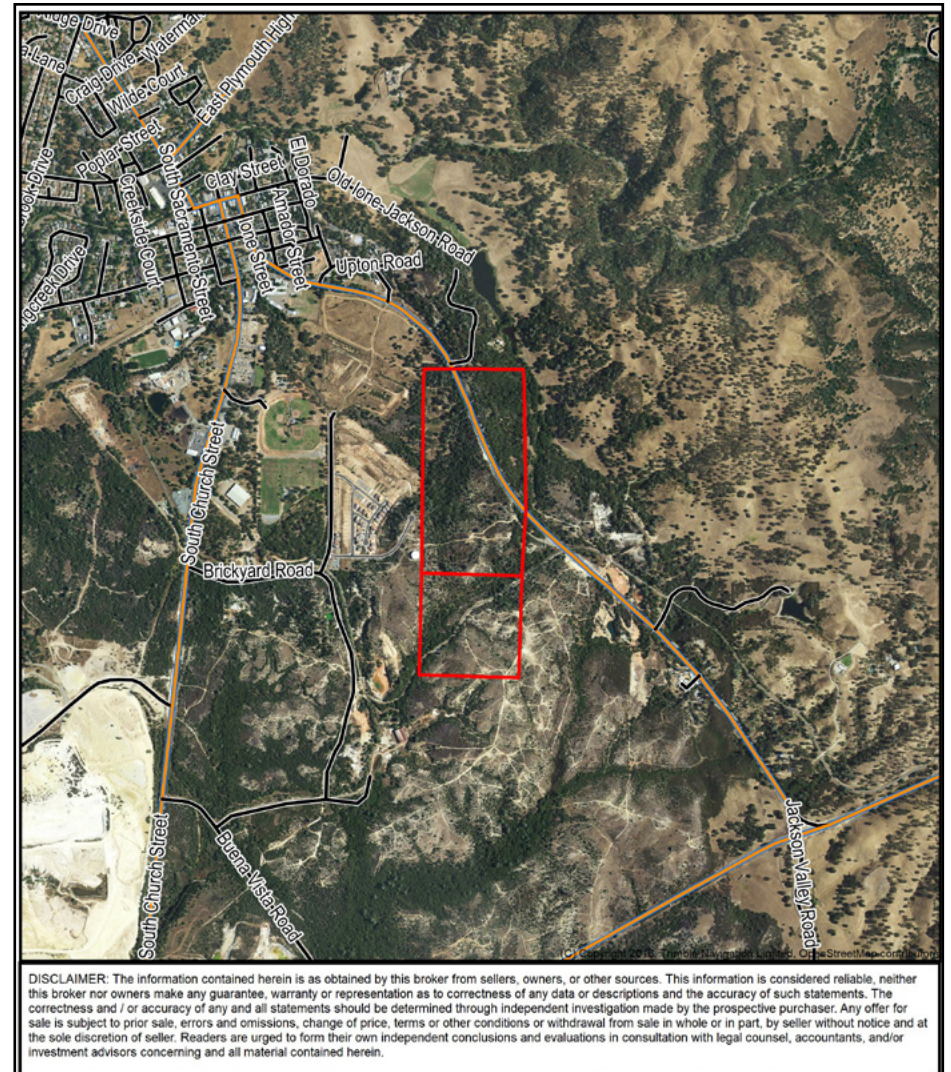 Craig Drive
Waterman
East Plymouth High
Wilde Court
Poplar Street
Clay Street
El Dorado
Creekside Court
South Sacramento Street
Ione Street
Amador Street
Old Ione Jackson Road
Upton Road
South Church Street
Brickyard Road
South Church Street
Buena Vista Road
Jackson Valley Road
Trimble Navigation Limited, OpenStreetMap contributors
DISCLAIMER: The information contained herein is as obtained by this broker from sellers, owners, or other sources. This information is considered reliable, neither
this broker nor owners make any guarantee, warranty or representation as to correctness of any data or descriptions and the accuracy of such statements. The
correctness and / or accuracy of any and all statements should be determined through independent investigation made by the prospective purchaser. Any offer for
sale is subject to prior sale, errors and omissions, change of price, terms or other conditions or withdrawal from sale in whole or in part, by seller without notice and at
the sole discretion of seller. Readers are urged to form their own independent conclusions and evaluations in consultation with legal counsel, accountants, and/or
investment advisors concerning and all material contained herein.